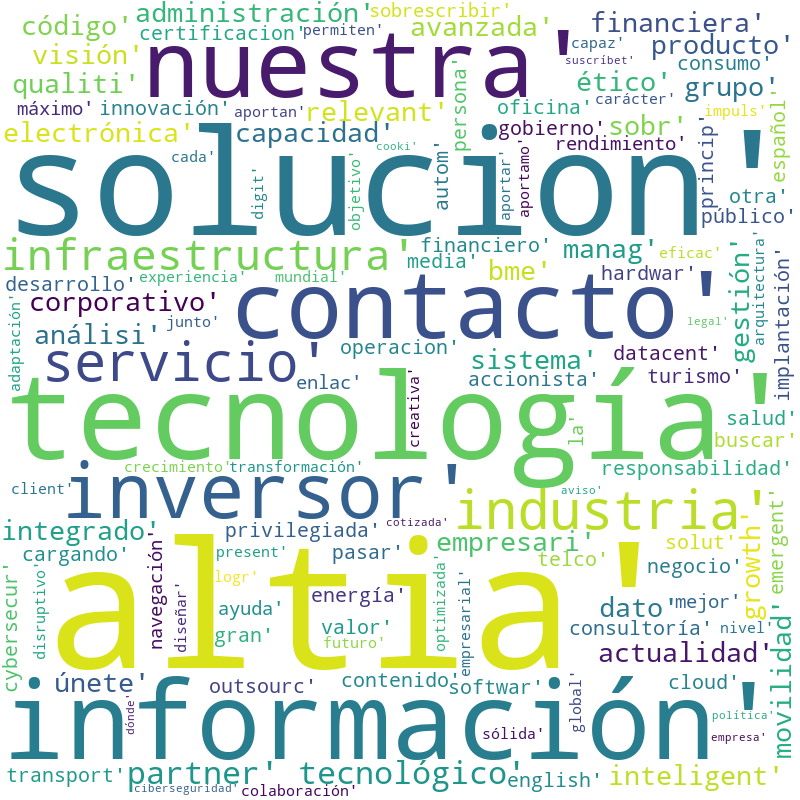 código'
administración'
sobrescribir'
certificacion'
permiten'
avanzada'
capaz'
financiera'
producto'
visión'
nuestra'
suscríbet'
consumo'
qualiti'
persona'
ético'
grupo'
máximo'
innovación'
aportan'
relevant'
oficina'
carácter'
impuls'
español'
electrónica'
capacidad'
gobierno'
sobr'
princip'
rendimiento'
cada'
cooki'
solucion'
digit'
objetivo'
autom'
aportar'
aportamo'
otra'
público'
infraestructura'
financiero'
manag'
eficac'
media'
bme'
hardwar'
gestión'
arquitectura'
implantación'
desarrollo'
experiencia'
mundial'
adaptación'
corporativo'
contacto'
junto'
legal'
análisi'
servicio'
operacion'
sistema'
datacent'
enlac'
accionista'
turismo'
tecnología'
creativa'
la'
salud'
buscar'
crecimiento'
transformación'
responsabilidad'
client'
inversor'
cotizada'
aviso'
industria'
integrado'
privilegiada'
empresari'
solut'
growth'
emergent'
cargando'
navegación'
present'
pasar'
telco'
negocio'
cybersecur'
disruptivo'
diseñar'
logr'
altia'
energía'
optimizada'
empresarial'
dato'
mejor'
ayuda'
gran'
valor'
futuro'
consultoría'
nivel'
actualidad'
movilidad'
únete'
outsourc'
contenido'
softwar'
global'
cloud'
dónde'
información'
política'
sólida'
empresa'
transport'
partner'
tecnológico'
english'
inteligent'
ciberseguridad'
colaboración'